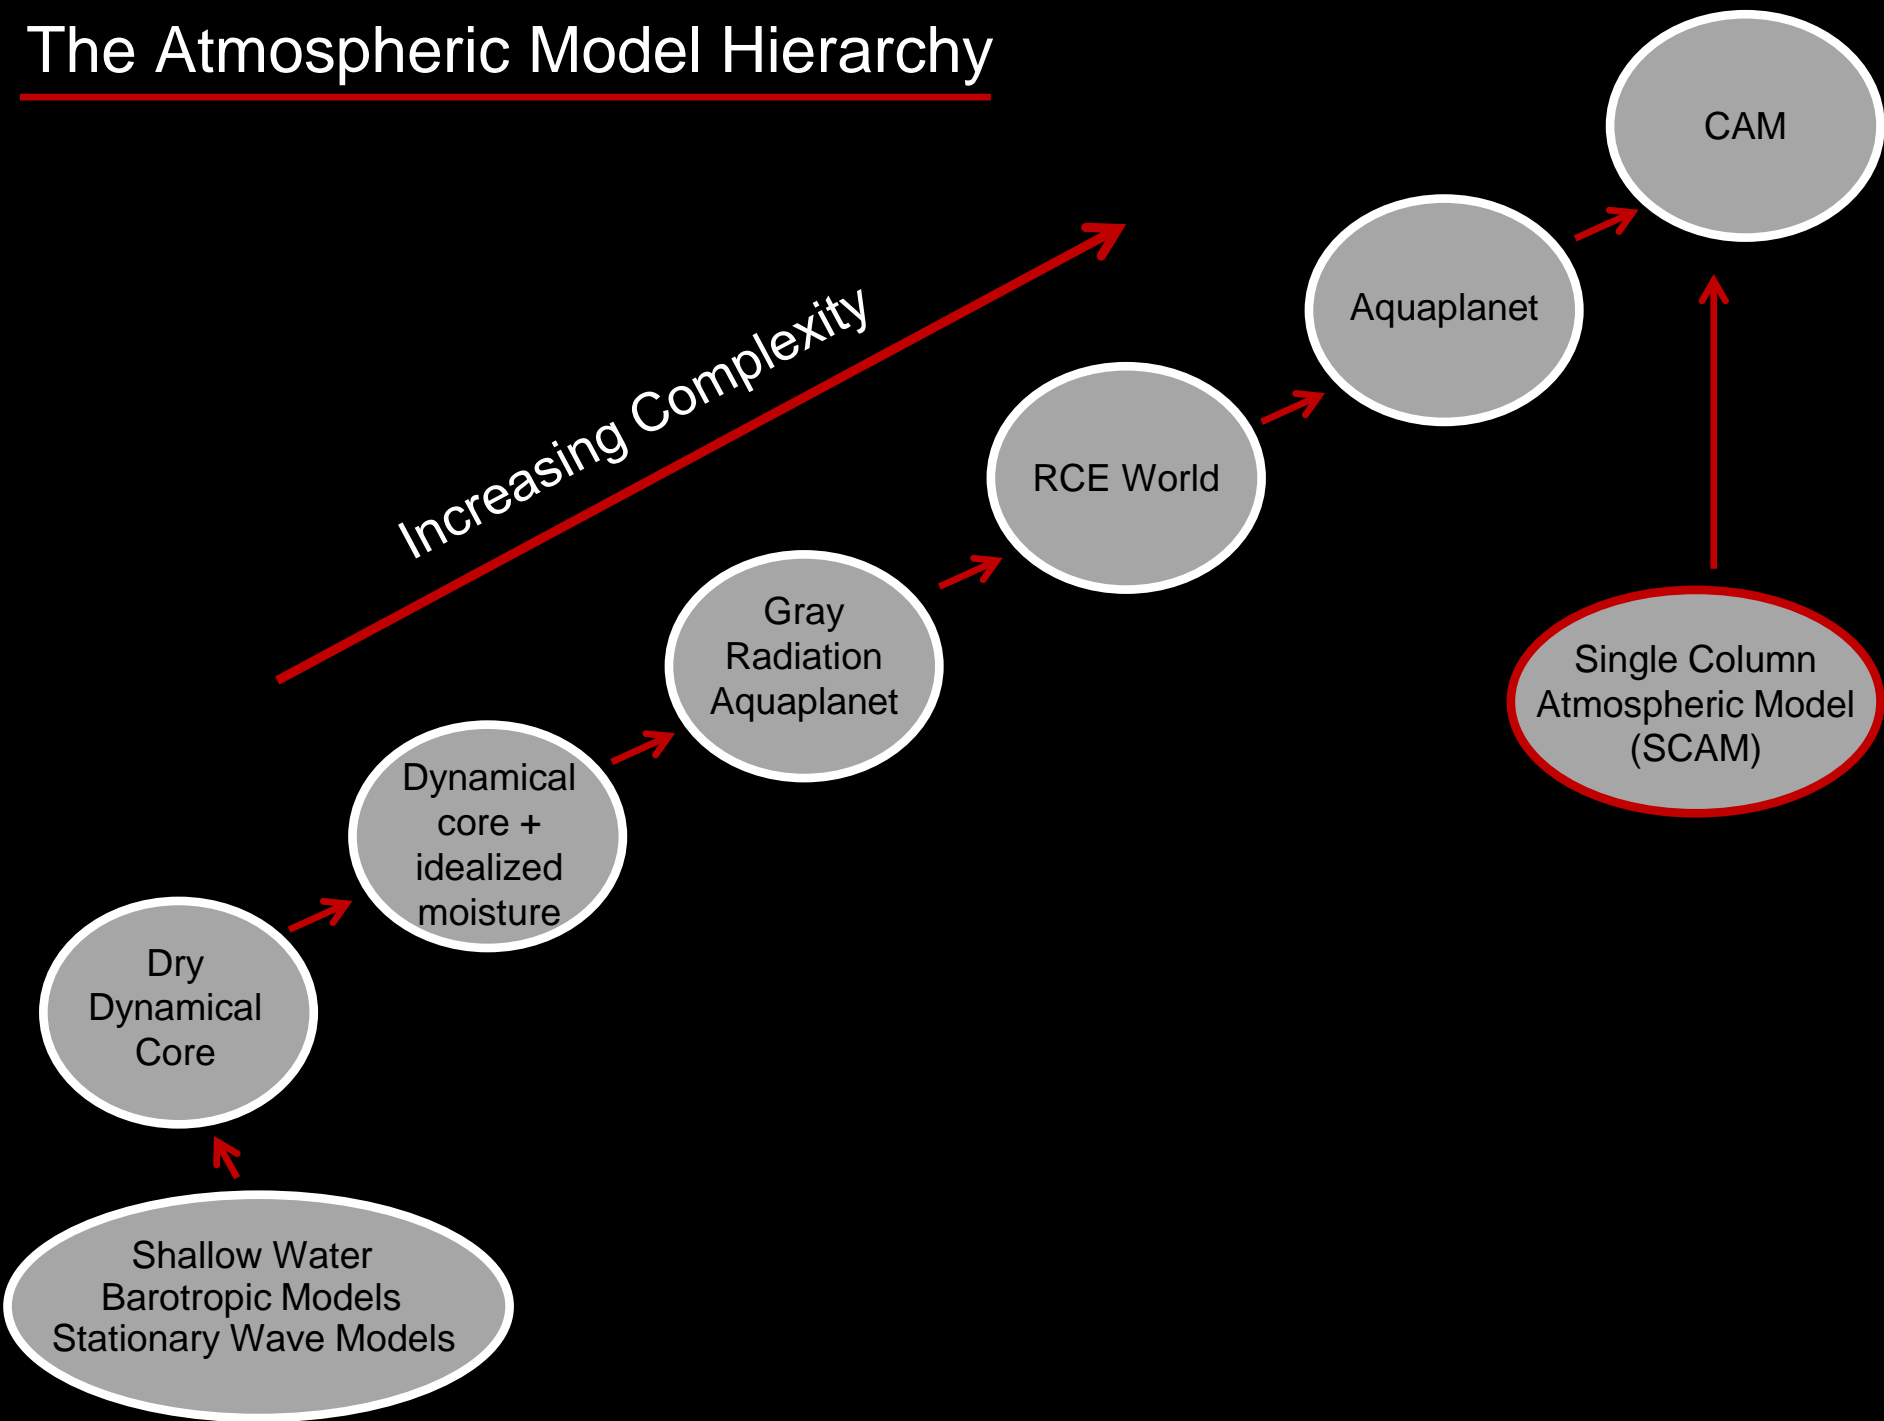 The Atmospheric Model Hierarchy
CAM
Aquaplanet
Increasing Complexity
RCE World
Gray
Radiation
Aquaplanet
Single Column
Atmospheric Model
(SCAM)
Dynamical
core +
idealized
moisture
Dry
Dynamical
Core
Shallow Water
Barotropic Models
Stationary Wave Models